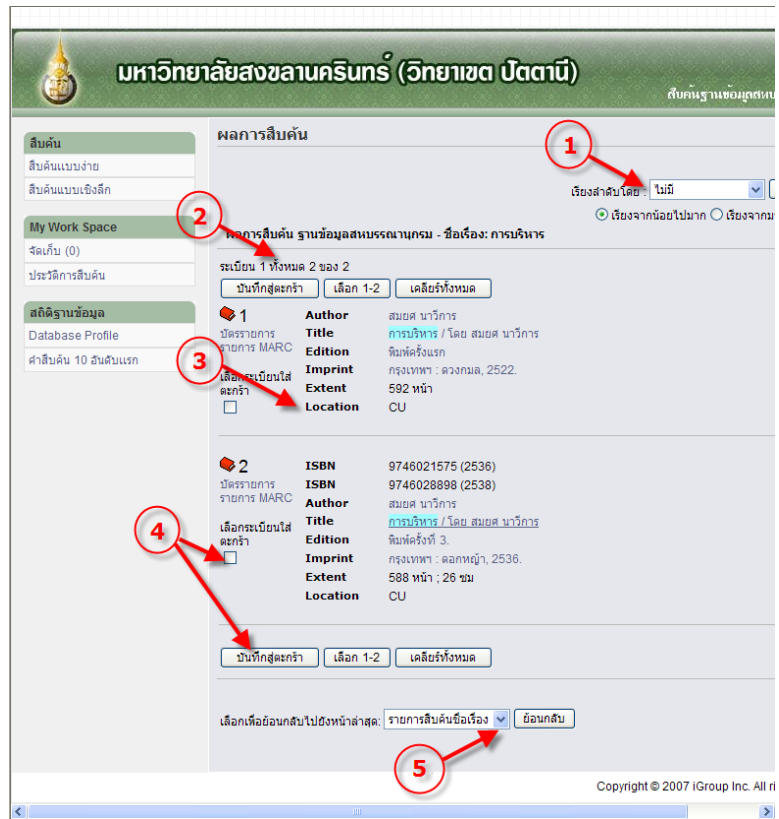 มหาวิทยาลัยสงขลานครินทร์ (วิทยาเขต ปัตตานี)
สืบค้นฐานข้อมูลสหบ
สืบค้น
สืบค้นแบบง่าย
สืบค้นแบบเชิงลึก
My Work Space
จัดเก็บ (0)
ประวัติการสืบค้น
สถิติฐานข้อมูล
Database Profile
คำสืบค้น 10 อันดับแรก
ผลการสืบค้น
1
เรียงลำดับโดย : ไม่มี
เรียงจากน้อยไปมาก เรียงจากม
2
ผลการสืบค้น ฐานข้อมูลสหบรรณานุกรม - ชื่อเรื่อง: การบริหาร
ระเบียน 1 ทั้งหมด 2 ของ 2
บันทึกสู่ตะกร้า เลือก 1-2 เคลียร์ทั้งหมด
1
บัตรรายการ
รายการ MARC
เลือกระเบียนใส่
ตะกร้า
3
Author สมยศ นาวีการ
Title การบริหาร / โดย สมยศ นาวีการ
Edition พิมพ์ครั้งแรก
Imprint กรุงเทพฯ : ดวงกมล, 2522.
Extent 592 หน้า
Location CU
2
บัตรรายการ
รายการ MARC
เลือกระเบียนใส่
ตะกร้า
4
ISBN 9746021575 (2536)
ISBN 9746028898 (2538)
Author สมยศ นาวีการ
Title การบริหาร / โดย สมยศ นาวีการ
Edition พิมพ์ครั้งที่ 3.
Imprint กรุงเทพฯ : ดอกหญ้า, 2536.
Extent 588 หน้า ; 26 ซม
Location CU
บันทึกสู่ตะกร้า เลือก 1-2 เคลียร์ทั้งหมด
เลือกเพื่อย้อนกลับไปยังหน้าล่าสุด: รายการสืบค้นชื่อเรื่อง ย้อนกลับ
5
Copyright © 2007 iGroup Inc. All ri